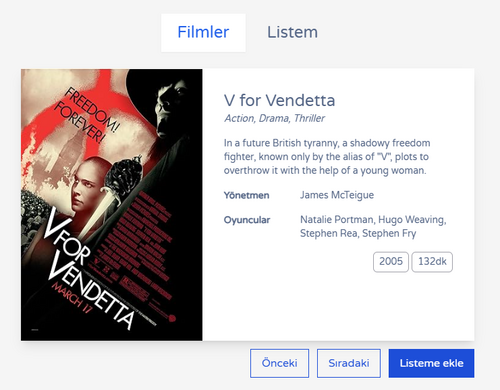 Filmler Listem
FREEDOM!
FOREVER!
V FOR
VENDETTA
MARCH 17
V for Vendetta
Action, Drama, Thriller
In a future British tyranny, a shadowy freedom
fighter, known only by the alias of "V", plots to
overthrow it with the help of a young woman.
Yönetmen James McTeigue
Oyuncular Natalie Portman, Hugo Weaving,
Stephen Rea, Stephen Fry
2005 132dk
Önceki Sıradaki Listeme ekle